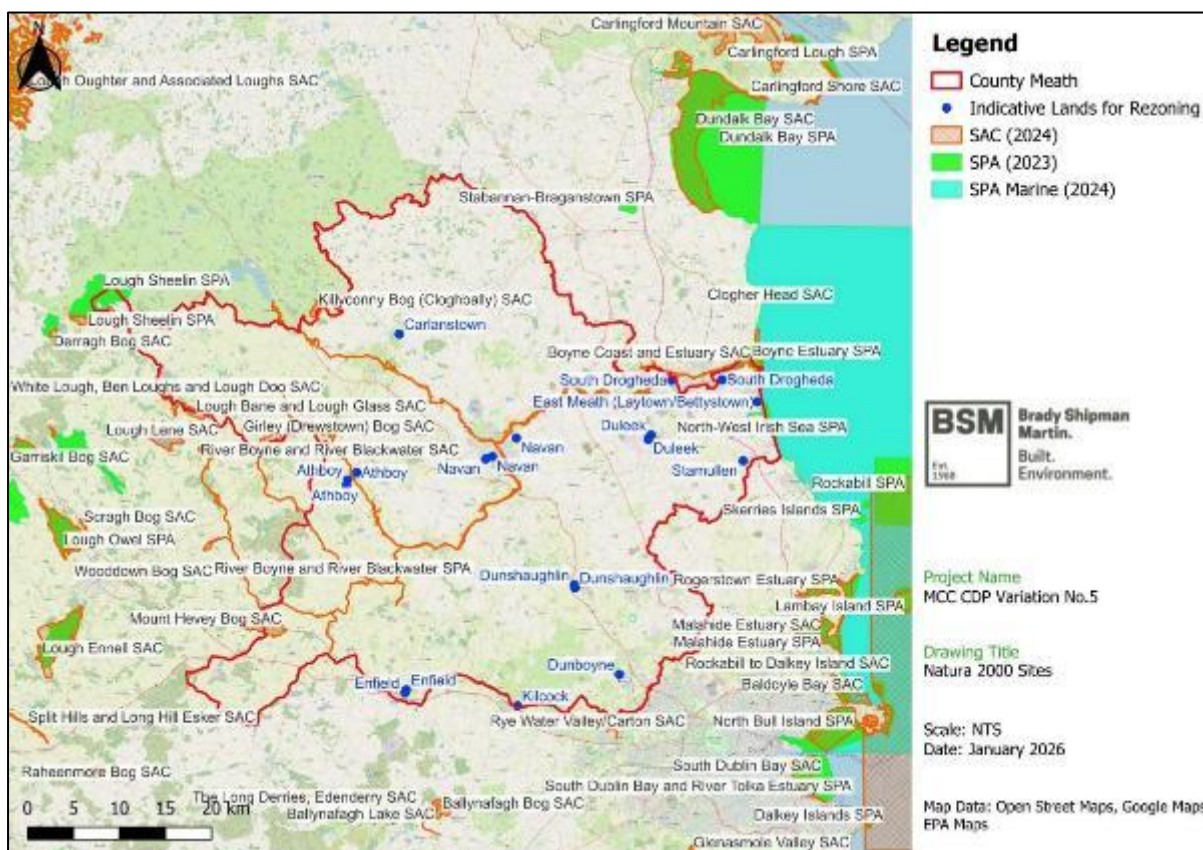 N
Carlingford Mountain SAC
Carlingford Lough SPA
Lough Oughter and Associated Loughs SAC
Carlingford Shore SAC
Dundalk Bay SAC
Dundalk Bay SPA
Stabannan-Braganstown SPA
Lough Sheelin SPA
Clogher Head SAC
Killyconny Bog (Cloghbally) SAC
Lough Sheelin SPA
Carlanstown
Derragh Bog SAC
Boyne Coast and Estuary SAC
Boyne Estuary SPA
White Lough, Ben Loughs and Lough Doo SAC
South Drogheda
South Drogheda
East Meath (Laytown/Bettystown)
Lough Bane and Lough Glass SAC
Girley (Drewstown) Bog SAC
Duleek
North-West Irish Sea SPA
Lough Lene SAC
Navan
Duleek
Garriskil Bog SAC
River Boyne and River Blackwater SAC
Navan
Navan
Stamullen
Athboy
Athboy
Athboy
Rockabill SPA
Scragh Bog SAC
Skerries Islands SPA
Lough Owel SPA
Wooddown Bog SAC
River Boyne and River Blackwater SPA
Dunshaughlin
Dunshaughlin
Rogerstown Estuary SPA
Lambay Island SPA
Mount Hevey Bog SAC
Malahide Estuary SAC
Malahide Estuary SPA
Lough Ennell SAC
Rockabill to Dalkey Island SAC
Dunboyne
Baldoyle Bay SAC
Enfield
Enfield
Kilcock
Split Hills and Long Hill Esker SAC
Rye Water Valley/Carton SAC
North Bull Island SPA
Raheenmore Bog SAC
South Dublin Bay SAC
South Dublin Bay and River Tolka Estuary SPA
The Long Derries, Edenderry SAC
Ballynafagh Bog SAC
Ballynafagh Lake SAC
Dalkey Islands SPA
Glenasmole Valley SAC
0 5 10 15 20 km
Legend
County Meath
Indicative Lands for Rezoning
SAC (2024)
SPA (2023)
SPA Marine (2024)
BSM
Est.
1968
Brady Shipman
Martin.
Built.
Environment.
Project Name
MCC CDP Variation No.5
Drawing Title
Natura 2000 Sites
Scale: NTS
Date: January 2026
Map Data: Open Street Maps, Google Maps
EPA Maps